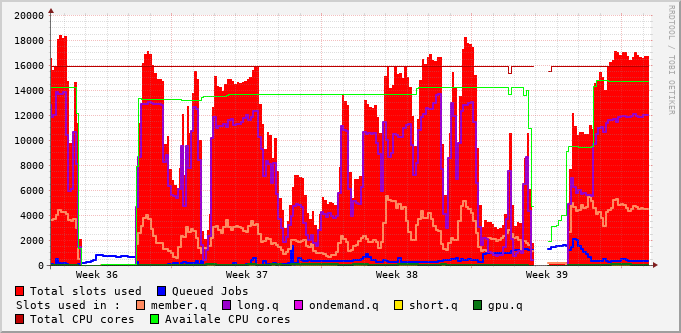 20000
18000
16000
14000
12000
10000
8000
6000
4000
2000
0
Week 36 Week 37 Week 38 Week 39
RRDTOOL / TOBI OETIKER
Total slots used Queued Jobs
Slots used in : member.q long.q ondemand.q short.q gpu.q
Total CPU cores Availale CPU cores